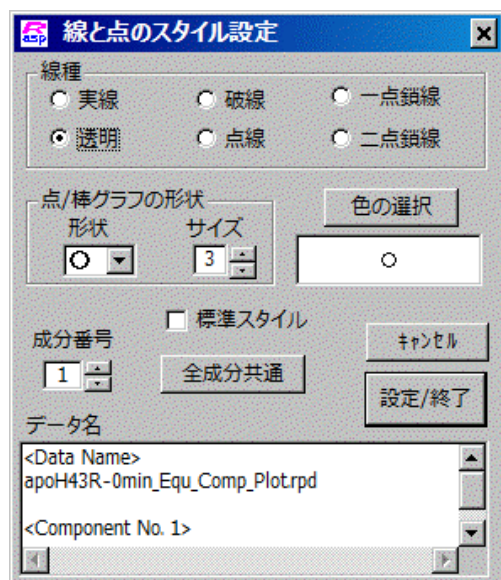 asp 線と点のスタイル設定
線種
実線 破線 一点鎖線
透明 点線 二点鎖線
点/棒グラフの形状
形状 サイズ
3
色の選択
標準スタイル
成分番号
1
全成分共通
ｷｬﾝｾﾙ
設定/終了
データ名
<Data Name>
apoH43R-0min_Equ_Comp_Plot.rpd
<Component No. 1>